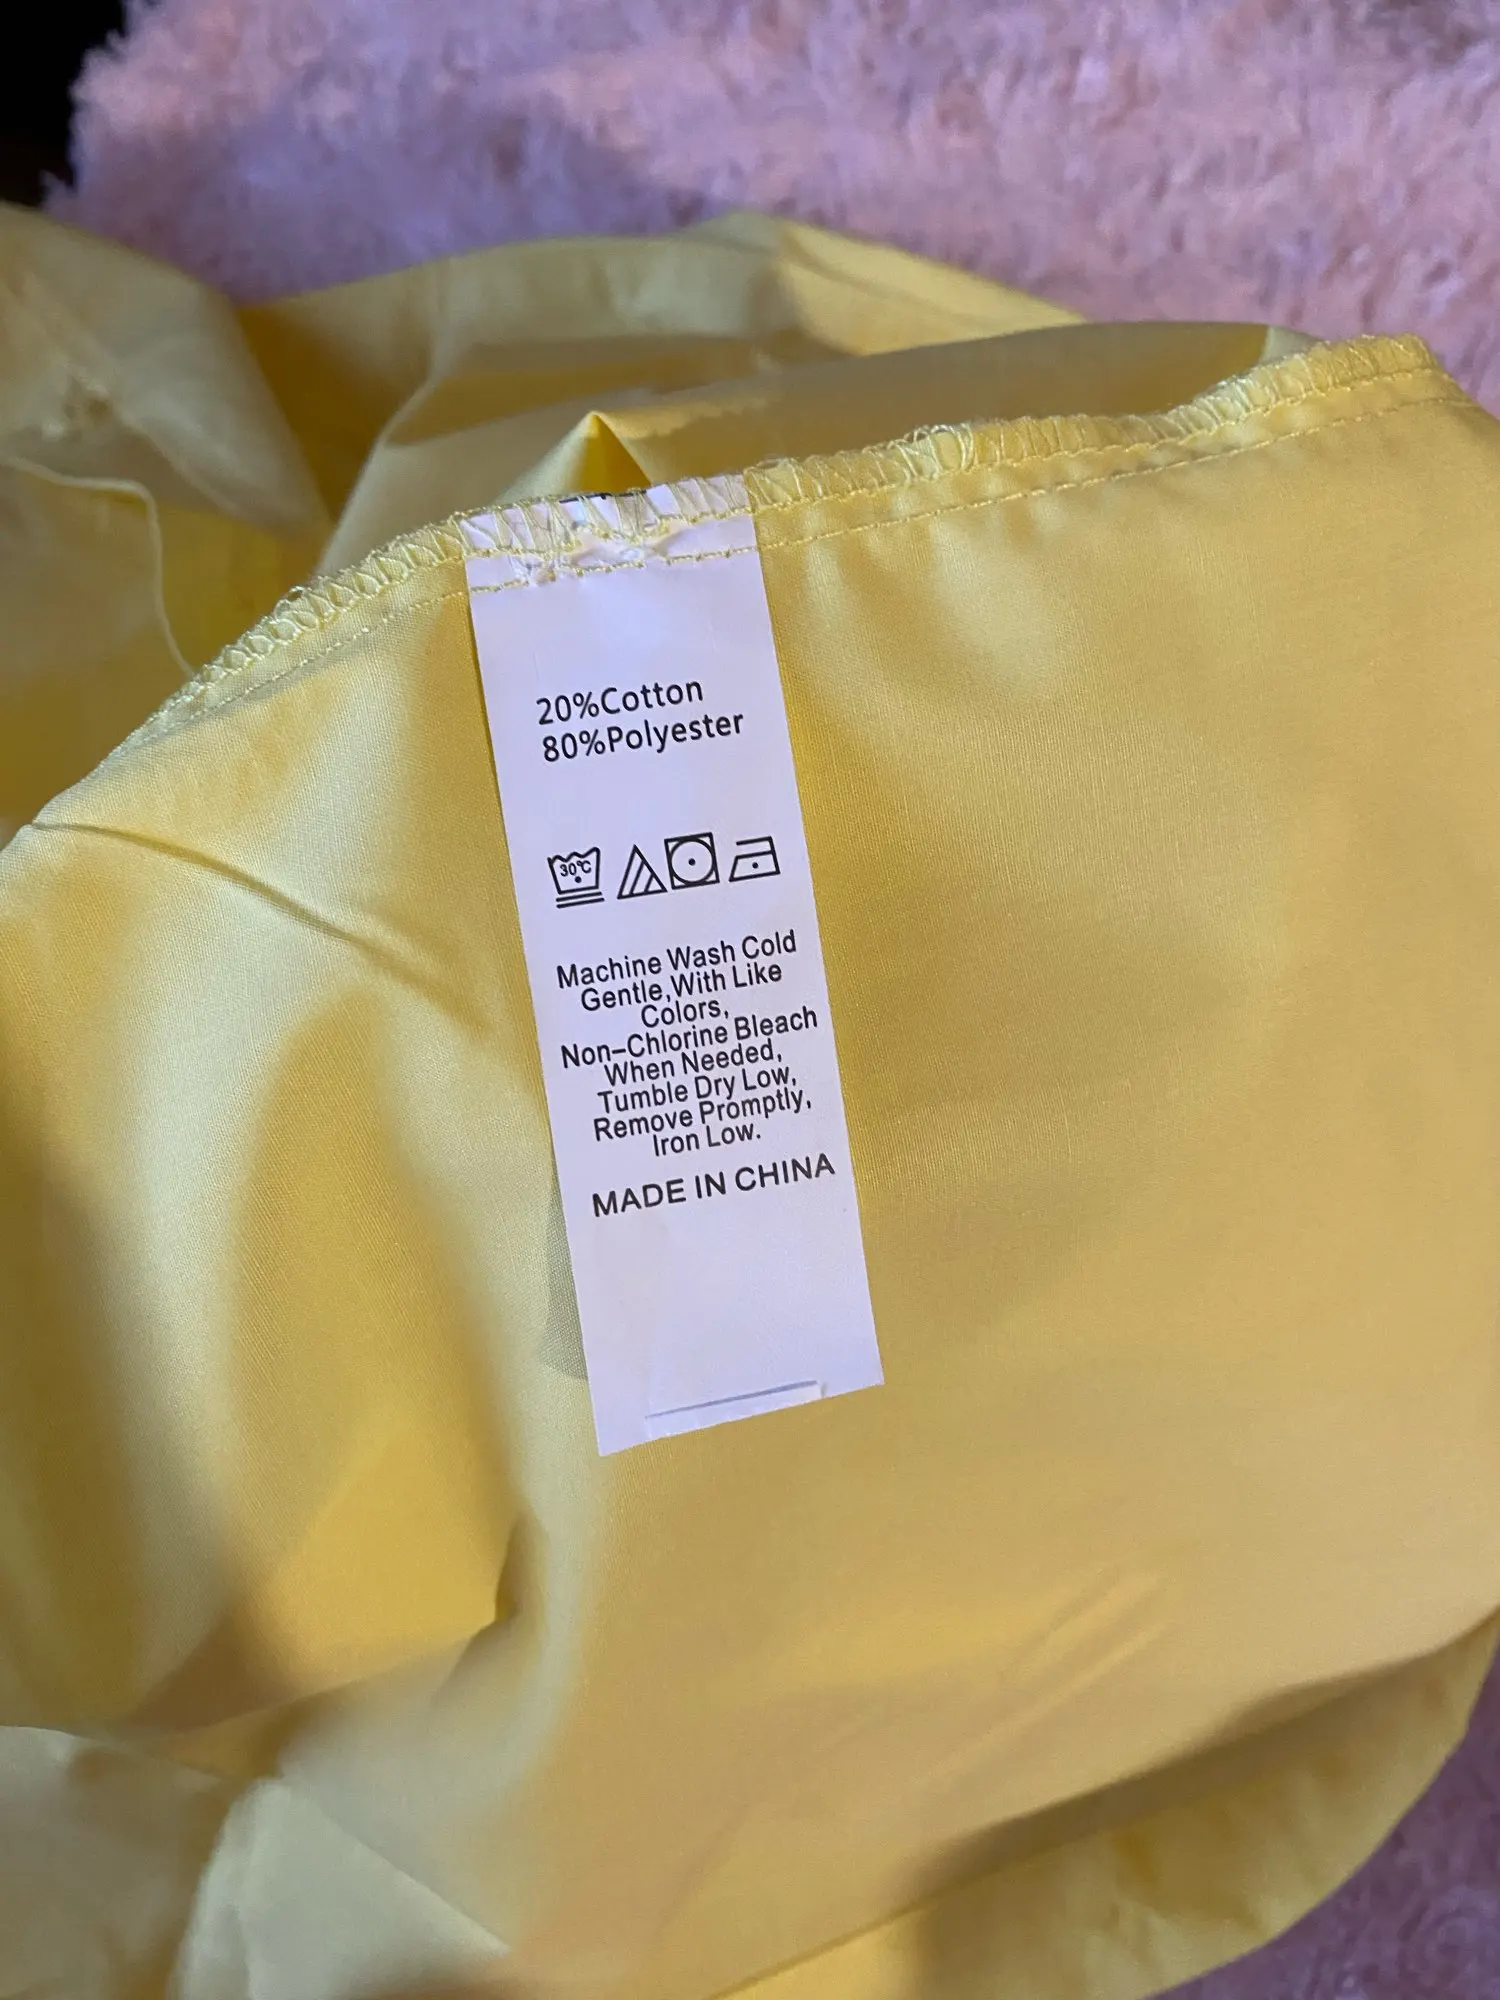 20%Cotton
80%Polyester
30°C
Machine Wash Cold
Gentle,With Like
Colors,
Non-Chlorine Bleach
When Needed,
Tumble Dry Low,
Remove Promptly,
Iron Low.
MADE IN CHINA